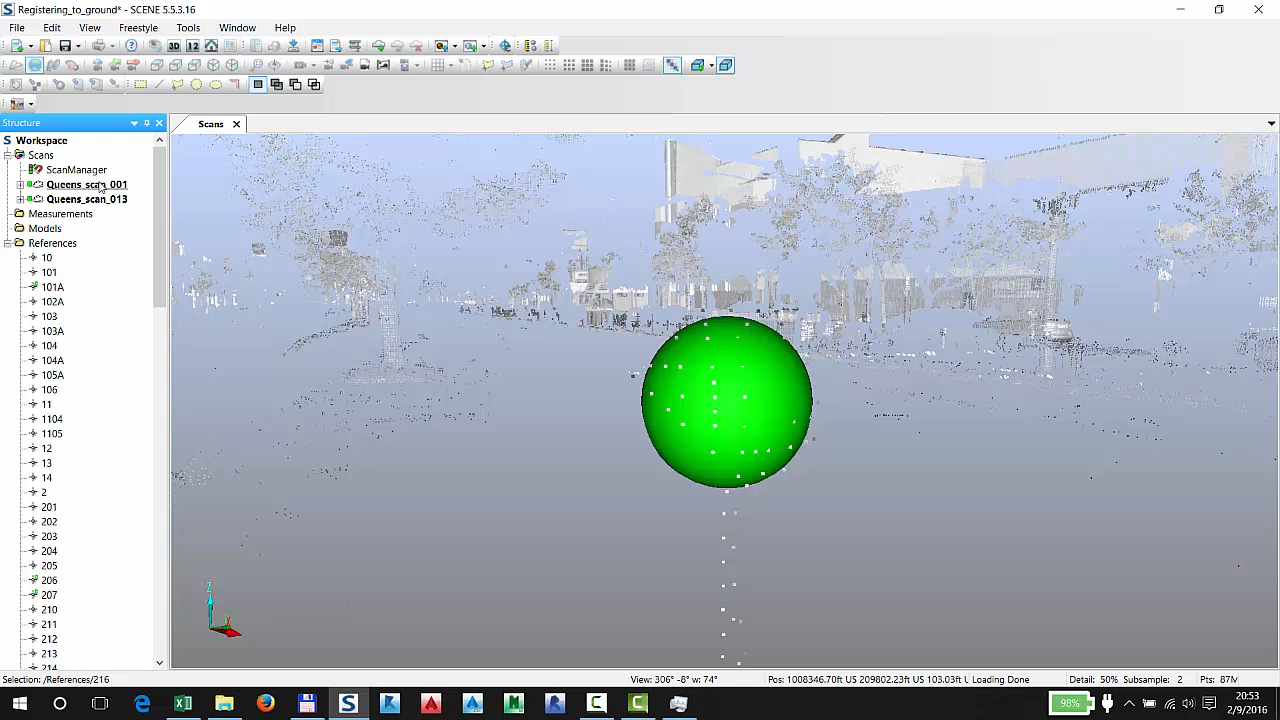 Registering_to_ground* - SCENE 5.5.3.16
File Edit View Freestyle Tools Window Help
3D 12
Structure
Scans
Workspace
Scans
ScanManager
Queens_scan_001
Queens_scan_013
Measurements
Models
References
10
101
101A
102A
103
103A
104
104A
105A
106
11
1104
1105
12
13
14
2
201
202
203
204
205
206
207
210
211
212
213
214
Z
Selection: /References/216
View: 306° -8° w: 74°
Pos: 1008346.70ft US 209802.23ft US 103.03ft US Loading Done
Detail: 50% Subsample: 2 Pts: 87M
98%
20:53
2/9/2016